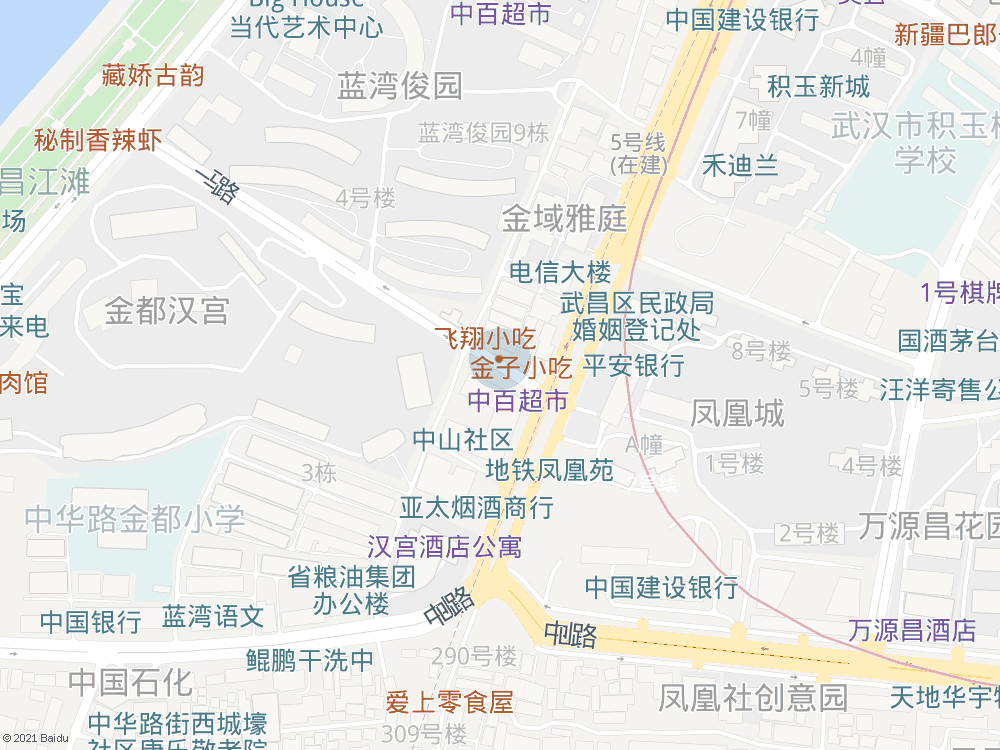 Big House
当代艺术中心
中百超市
中国建设银行
新疆巴郎
藏娇古韵
蓝湾俊园
4幢
积玉新城
秘制香辣虾
蓝湾俊园9栋
5号线
(在建)
7幢
武汉市积玉桥
学校
禾迪兰
昌江滩
4号楼
场
金域雅庭
电信大楼
宝
来电
金都汉宫
武昌区民政局
婚姻登记处
1号棋牌
飞翔小吃
金子小吃
平安银行
8号楼
国酒茅台
肉馆
中百超市
5号楼
汪洋寄售公
凤凰城
中山社区
A幢
地铁凤凰苑
1号楼
4号楼
3栋
亚太烟酒商行
中华路金都小学
2号楼
万源昌花园
汉宫酒店公寓
省粮油集团
办公楼
中国建设银行
中国银行
蓝湾语文
中山路
中山路
万源昌酒店
鲲鹏干洗中
290号楼
中国石化
爱上零食屋
凤凰社创意园
天地华宇物
中华路街西城壕
309号楼
社区康乐敬老院
© 2021 Baidu